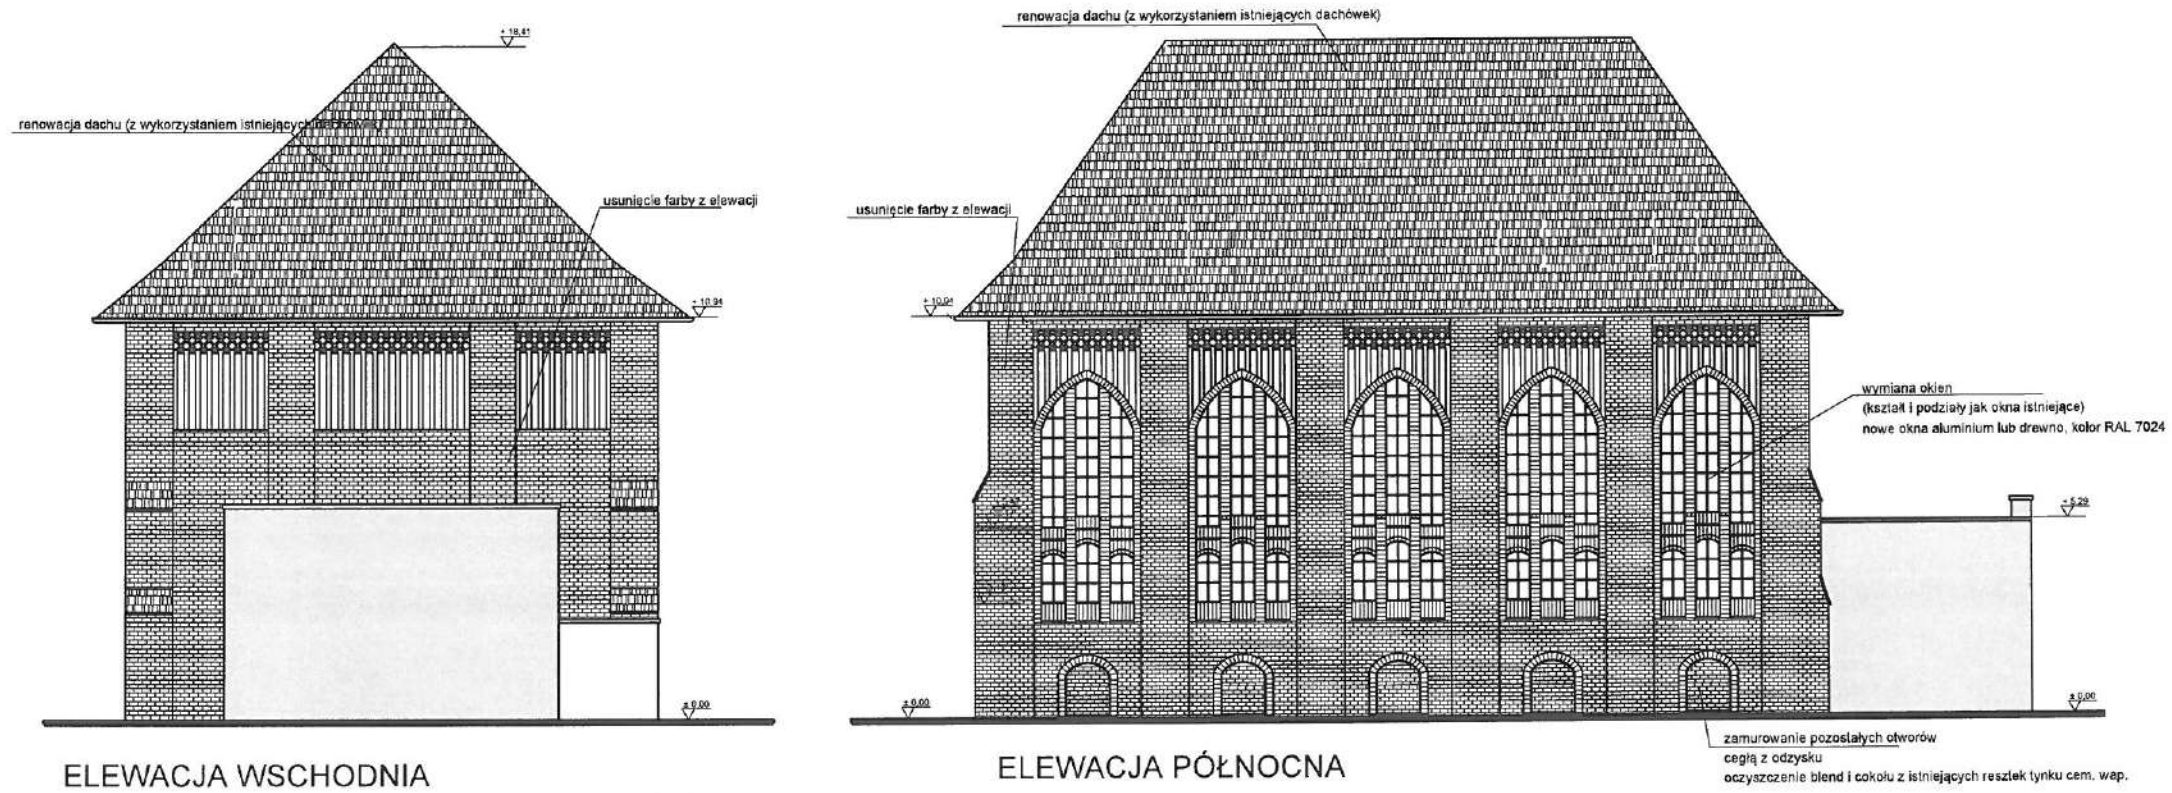 + 18,41
renowacja dachu (z wykorzystaniem istniejących dachówek)
usunięcie farby z elewacji
+ 10,94
± 0,00
ELEWACJA WSCHODNIA
renowacja dachu (z wykorzystaniem istniejących dachówek)
usunięcie farby z elewacji
+ 10,94
wymiana okien
(kształt i podziały jak okna istniejące)
nowe okna aluminium lub drewno, kolor RAL 7024
+ 5,29
± 0,00
± 0,00
zamurowanie pozostałych otworów
cegłą z odzysku
oczyszczenie blend i cokołu z istniejących resztek tynku cem. wap.
ELEWACJA PÓŁNOCNA